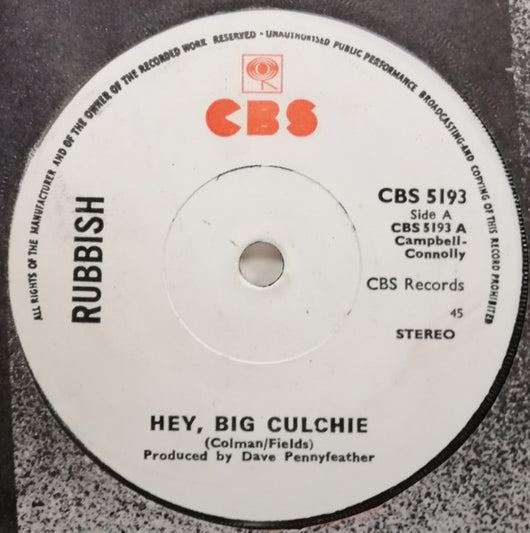 ALL RIGHTS OF THE MANUFACTURER AND OF THE OWNER OF THE RECORDED WORK RESERVED - UNAUTHORISED PUBLIC PERFORMANCE BROADCASTING AND COPYING OF THIS RECORD PROHIBITED
CBS
RUBBISH
CBS 5193
Side A
CBS 5193 A
Campbell-
Connolly
CBS Records
45
STEREO
HEY, BIG CULCHIE
(Colman/Fields)
Produced by Dave Pennyfeather